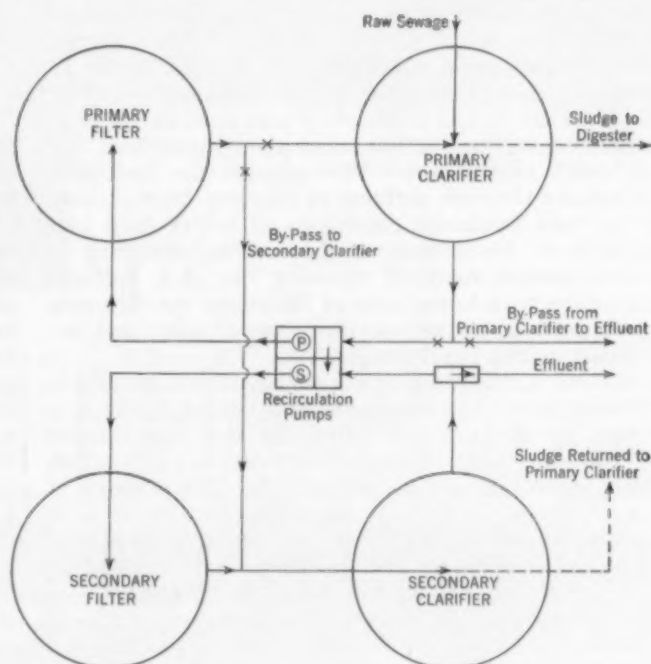 Raw Sewage
PRIMARY
FILTER
PRIMARY
CLARIFIER
Sludge to
Digester
By-Pass to
Secondary Clarifier
By-Pass from
Primary Clarifier to Effluent
P
S
Effluent
Recirculation
Pumps
Sludge Returned to
Primary Clarifier
SECONDARY
FILTER
SECONDARY
CLARIFIER